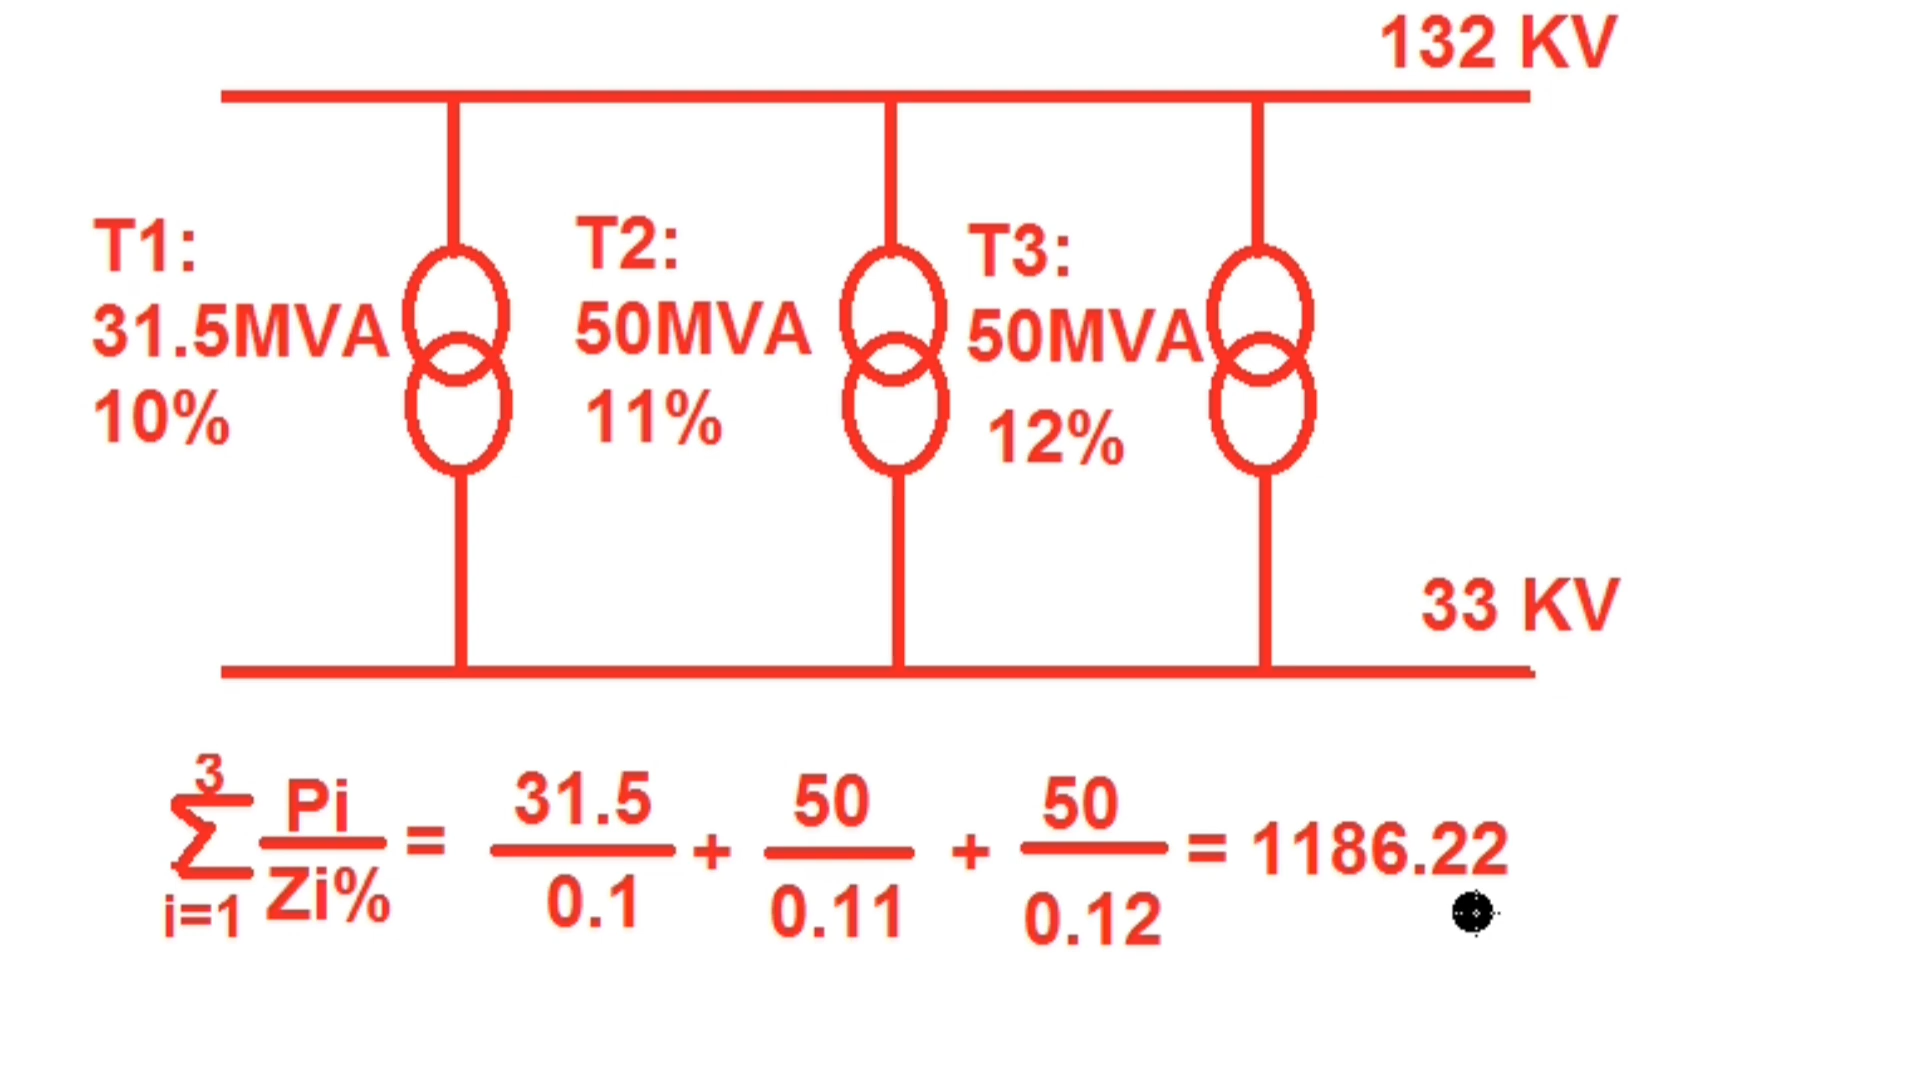 132 KV
T1:
31.5MVA
10%
T2:
50MVA
11%
T3:
50MVA
12%
33 KV
3
Σ Pi/Zi% = 31.5/0.1 + 50/0.11 + 50/0.12 = 1186.22
i=1